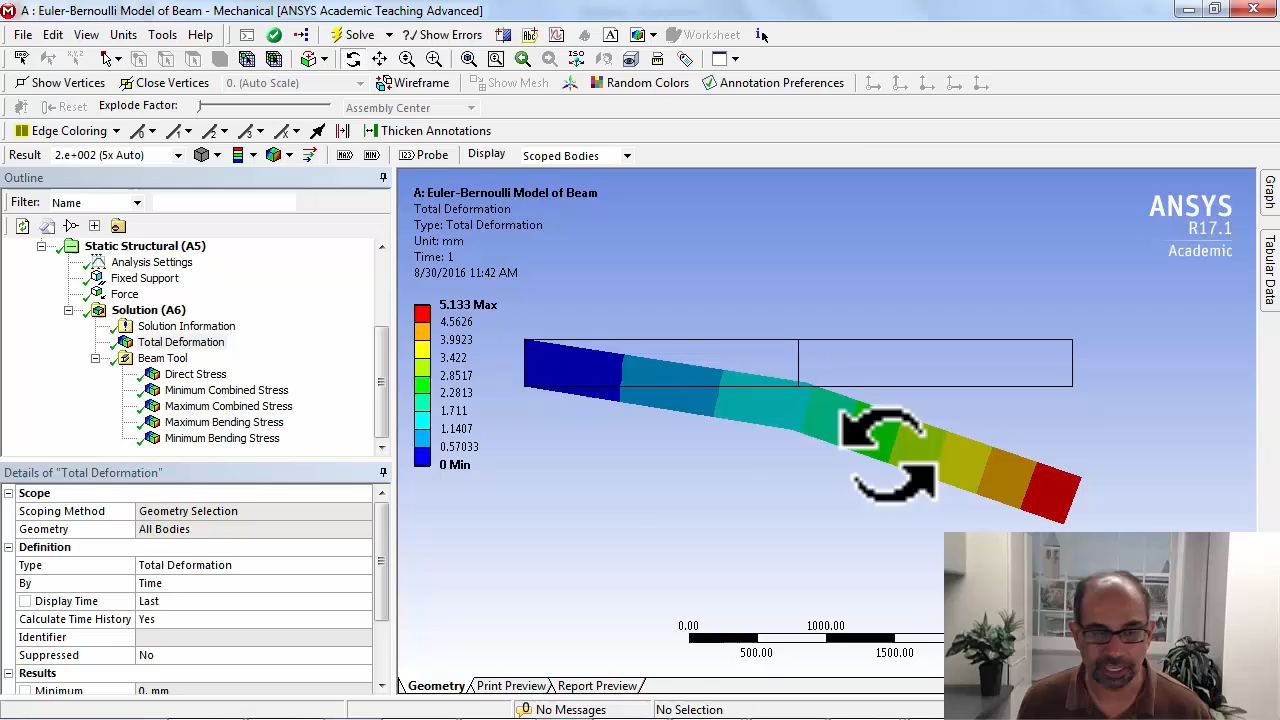 A : Euler-Bernoulli Model of Beam - Mechanical [ANSYS Academic Teaching Advanced]
File Edit View Units Tools Help Solve Show Errors Worksheet
Show Vertices Close Vertices 0. (Auto Scale) Wireframe Show Mesh Random Colors Annotation Preferences
Reset Explode Factor: Assembly Center
Edge Coloring Thicken Annotations
Result 2.e+002 (5x Auto) MAX MIN Probe Display Scoped Bodies
Outline
Filter: Name
Static Structural (A5)
Analysis Settings
Fixed Support
Force
Solution (A6)
Solution Information
Total Deformation
Beam Tool
Direct Stress
Minimum Combined Stress
Maximum Combined Stress
Maximum Bending Stress
Minimum Bending Stress
Details of "Total Deformation"
Scope
Scoping Method Geometry Selection
Geometry All Bodies
Definition
Type Total Deformation
By Time
Display Time Last
Calculate Time History Yes
Identifier
Suppressed No
Results
Minimum 0. mm
A: Euler-Bernoulli Model of Beam
Total Deformation
Type: Total Deformation
Unit: mm
Time: 1
8/30/2016 11:42 AM
5.133 Max
4.5626
3.9923
3.422
2.8517
2.2813
1.711
1.1407
0.57033
0 Min
ANSYS
R17.1
Academic
0.00 1000.00
500.00 1500.00
Geometry Print Preview Report Preview
Graph
Tabular Data
No Messages No Selection